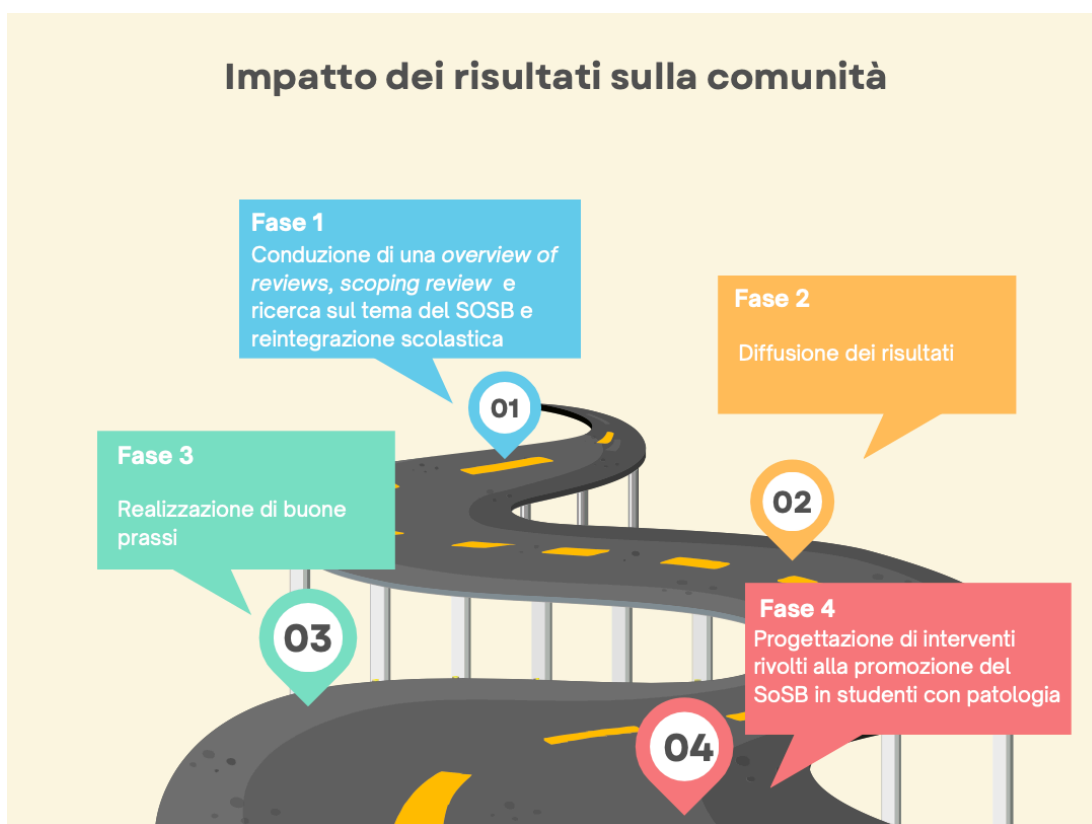 Impatto dei risultati sulla comunità
Fase 1
Conduzione di una overview of
reviews, scoping review e
ricerca sul tema del SOSB e
reintegrazione scolastica
01
Fase 2
Diffusione dei risultati
02
Fase 3
Realizzazione di buone
prassi
03
Fase 4
Progettazione di interventi
rivolti alla promozione del
SoSB in studenti con patologia
04